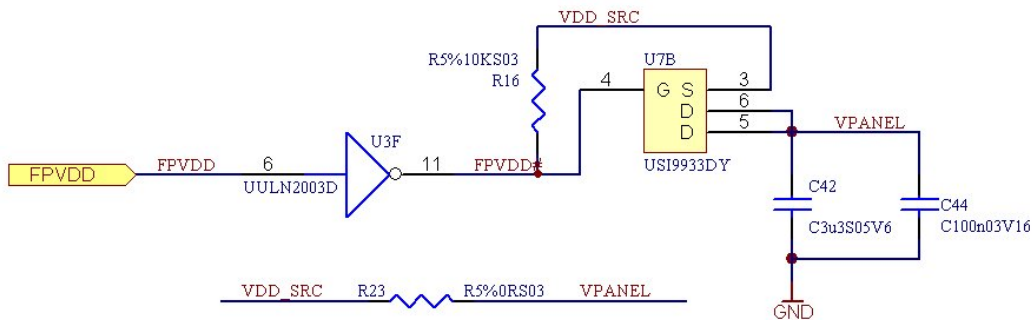 VDD_SRC
R5%10KS03
R16
U7B
4
G S
3
D
6
D
5
VPANEL
USI9933DY
U3F
FPVDD
FPVDD
6
11
FPVDD#
UULN2003D
C42
C3u3S05V6
C44
C100n03V16
VDD_SRC
R23
R5%0RS03
VPANEL
GND